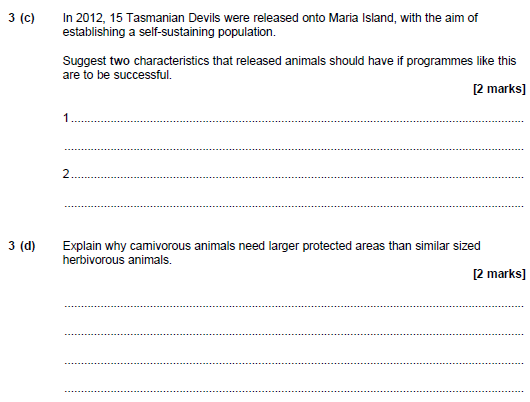 3 (c) In 2012, 15 Tasmanian Devils were released onto Maria Island, with the aim of
establishing a self-sustaining population.
Suggest two characteristics that released animals should have if programmes like this
are to be successful.
[2 marks]
1
2
3 (d) Explain why carnivorous animals need larger protected areas than similar sized
herbivorous animals.
[2 marks]